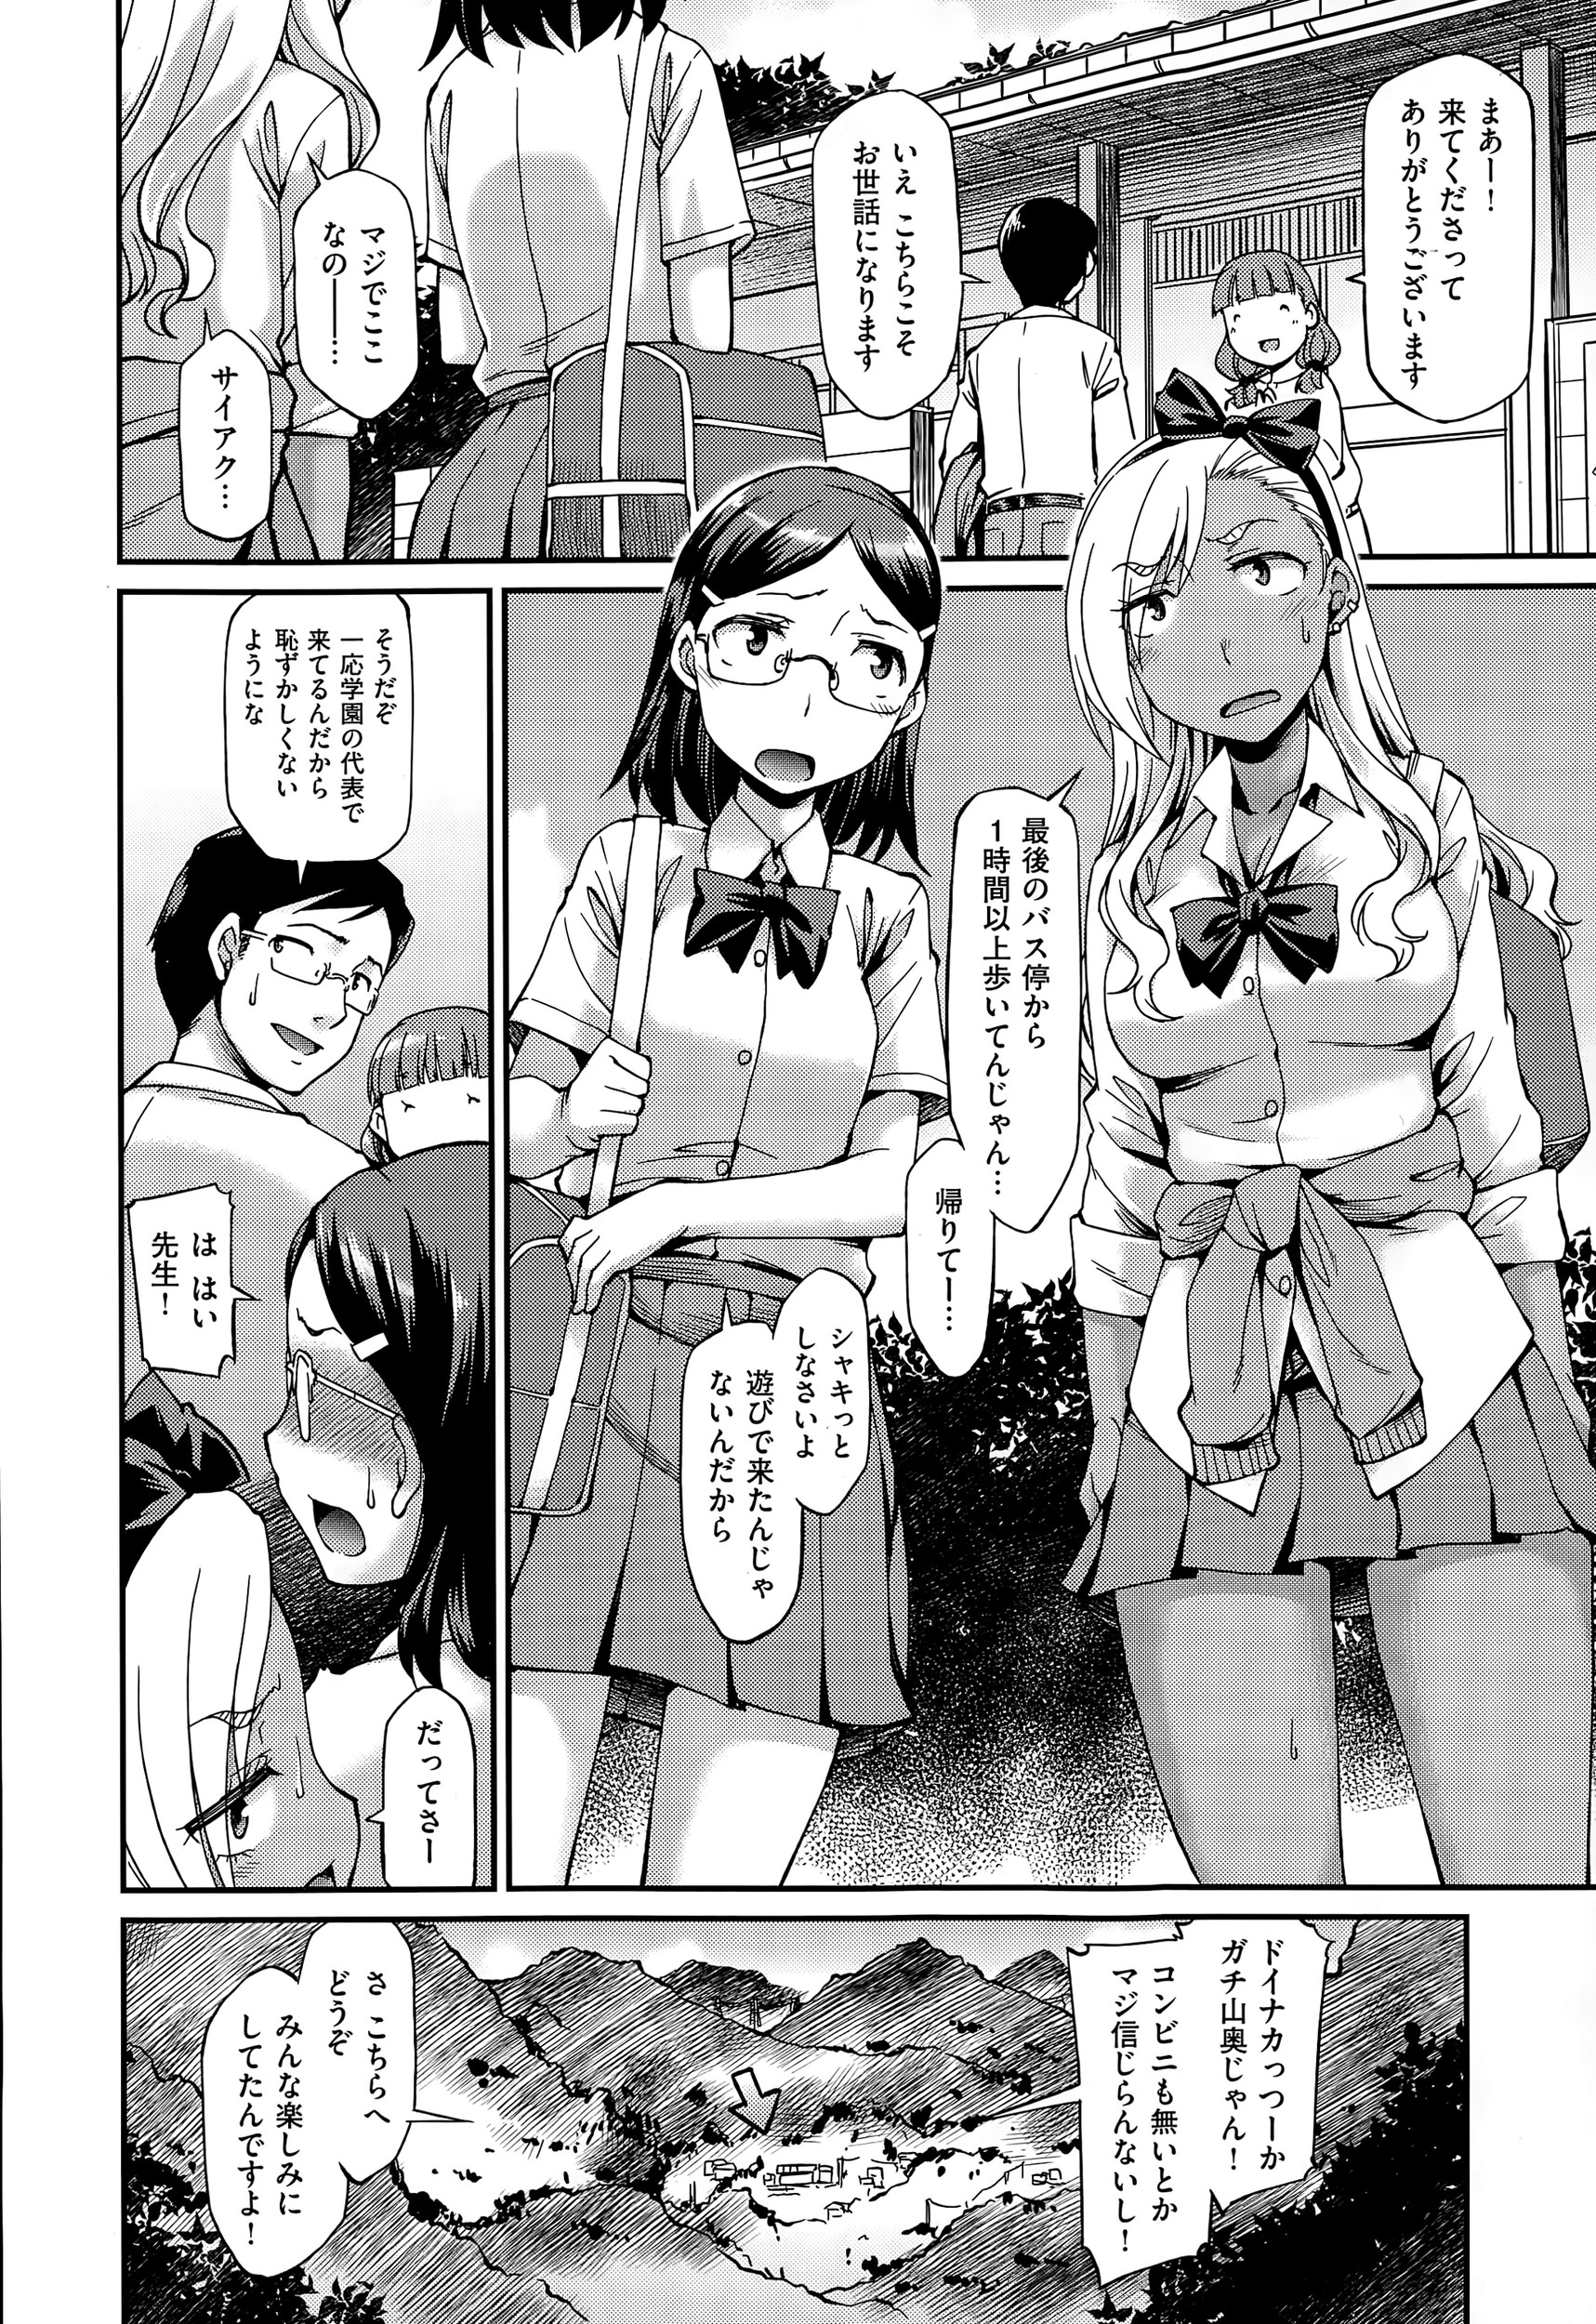 まあー！
来てくださって
ありがとうございます
いえ こちらこそ
お世話になります
マジでここ
なの――…
サイアク…
最後のバス停から
1時間以上歩いてんじゃん…
帰りてー…
シャキっと
しなさいよ
遊びで来たんじゃ
ないんだから
そうだぞ
一応学園の代表で
来てるんだから
恥ずかしくない
ようにな
は はい
先生！
だってさー
ドイナカっつーか
ガチ山奥じゃん！
コンビニも無いとか
マジ信じらんないし！
さ こちらへ
どうぞ
みんな楽しみに
してたんですよ！